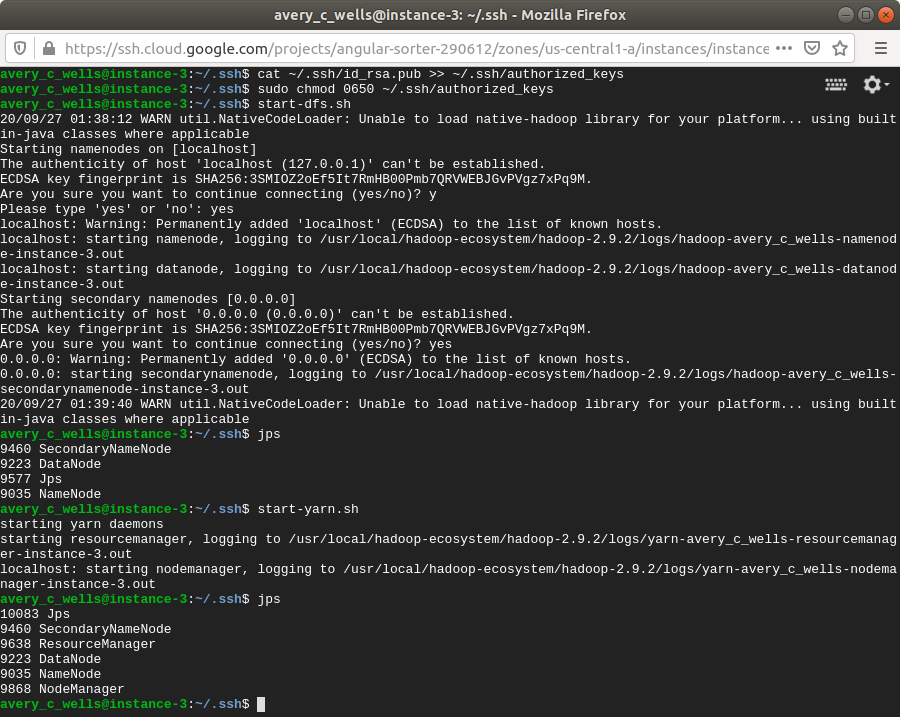 avery_c_wells@instance-3: ~/.ssh - Mozilla Firefox
https://ssh.cloud.google.com/projects/angular-sorter-290612/zones/us-central1-a/instances/instance
avery_c_wells@instance-3:~/.ssh$ cat ~/.ssh/id_rsa.pub >> ~/.ssh/authorized_keys
avery_c_wells@instance-3:~/.ssh$ sudo chmod 0650 ~/.ssh/authorized_keys
avery_c_wells@instance-3:~/.ssh$ start-dfs.sh
20/09/27 01:38:12 WARN util.NativeCodeLoader: Unable to load native-hadoop library for your platform... using built
in-java classes where applicable
Starting namenodes on [localhost]
The authenticity of host 'localhost (127.0.0.1)' can't be established.
ECDSA key fingerprint is SHA256:3SMIOZ2oEf5It7RmHB00Pmb7QRVWEBJGvPVgz7xPq9M.
Are you sure you want to continue connecting (yes/no)? y
Please type 'yes' or 'no': yes
localhost: Warning: Permanently added 'localhost' (ECDSA) to the list of known hosts.
localhost: starting namenode, logging to /usr/local/hadoop-ecosystem/hadoop-2.9.2/logs/hadoop-avery_c_wells-namenod
e-instance-3.out
localhost: starting datanode, logging to /usr/local/hadoop-ecosystem/hadoop-2.9.2/logs/hadoop-avery_c_wells-datanod
e-instance-3.out
Starting secondary namenodes [0.0.0.0]
The authenticity of host '0.0.0.0 (0.0.0.0)' can't be established.
ECDSA key fingerprint is SHA256:3SMIOZ2oEf5It7RmHB00Pmb7QRVWEBJGvPVgz7xPq9M.
Are you sure you want to continue connecting (yes/no)? yes
0.0.0.0: Warning: Permanently added '0.0.0.0' (ECDSA) to the list of known hosts.
0.0.0.0: starting secondarynamenode, logging to /usr/local/hadoop-ecosystem/hadoop-2.9.2/logs/hadoop-avery_c_wells-
secondarynamenode-instance-3.out
20/09/27 01:39:40 WARN util.NativeCodeLoader: Unable to load native-hadoop library for your platform... using built
in-java classes where applicable
avery_c_wells@instance-3:~/.ssh$ jps
9460 SecondaryNameNode
9223 DataNode
9577 Jps
9035 NameNode
avery_c_wells@instance-3:~/.ssh$ start-yarn.sh
starting yarn daemons
starting resourcemanager, logging to /usr/local/hadoop-ecosystem/hadoop-2.9.2/logs/yarn-avery_c_wells-resourcemanag
er-instance-3.out
localhost: starting nodemanager, logging to /usr/local/hadoop-ecosystem/hadoop-2.9.2/logs/yarn-avery_c_wells-nodema
nager-instance-3.out
avery_c_wells@instance-3:~/.ssh$ jps
10083 Jps
9460 SecondaryNameNode
9638 ResourceManager
9223 DataNode
9035 NameNode
9868 NodeManager
avery_c_wells@instance-3:~/.ssh$